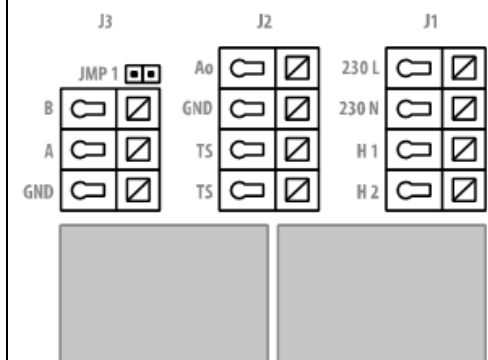 J3 J2 J1
JMP 1 Ao 230 L
B GND 230 N
A TS H 1
GND TS H 2